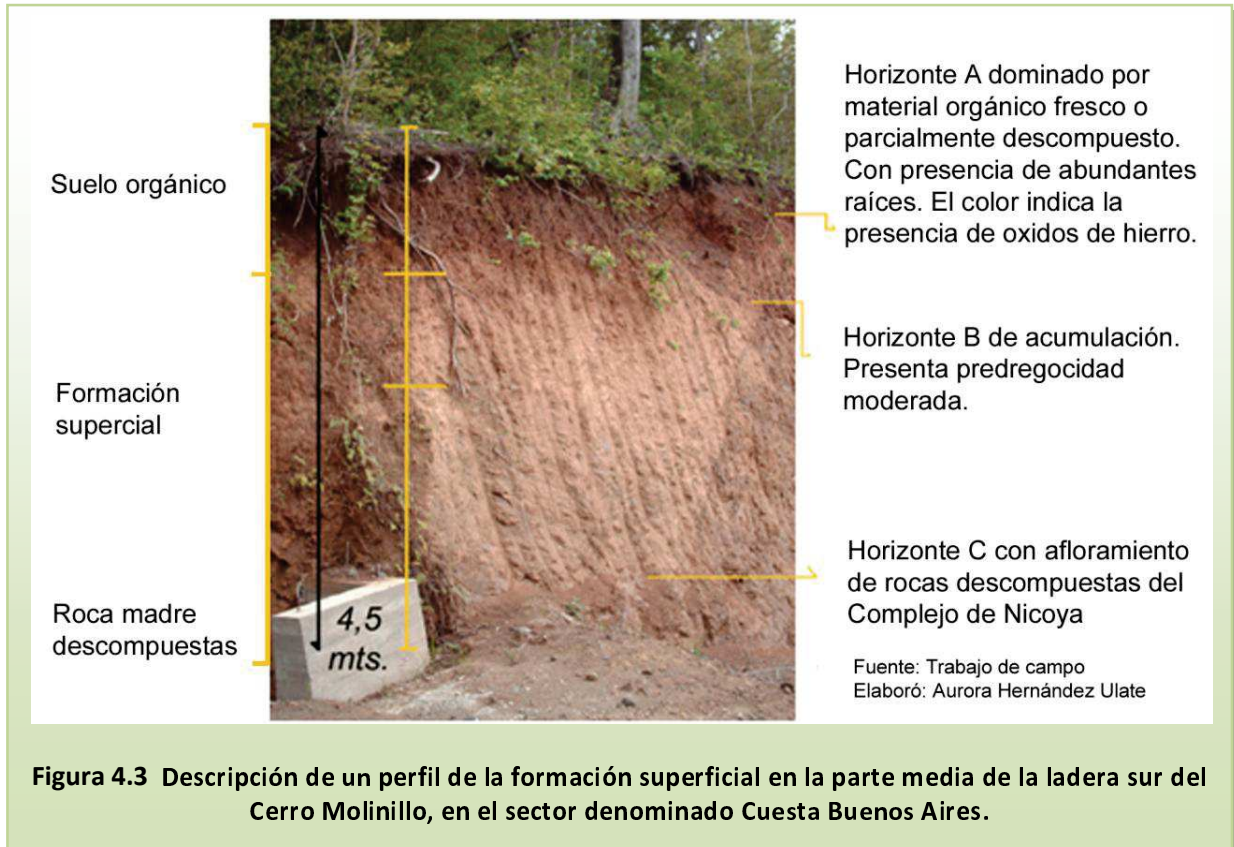 Suelo orgánico
Formación
supercial
Roca madre
descompuestas
4,5
mts.
Horizonte A dominado por
material orgánico fresco o
parcialmente descompuesto.
Con presencia de abundantes
raíces. El color indica la
presencia de oxidos de hierro.
Horizonte B de acumulación.
Presenta predregocidad
moderada.
Horizonte C con afloramiento
de rocas descompuestas del
Complejo de Nicoya
Fuente: Trabajo de campo
Elaboró: Aurora Hernández Ulate
Figura 4.3 Descripción de un perfil de la formación superficial en la parte media de la ladera sur del
Cerro Molinillo, en el sector denominado Cuesta Buenos Aires.